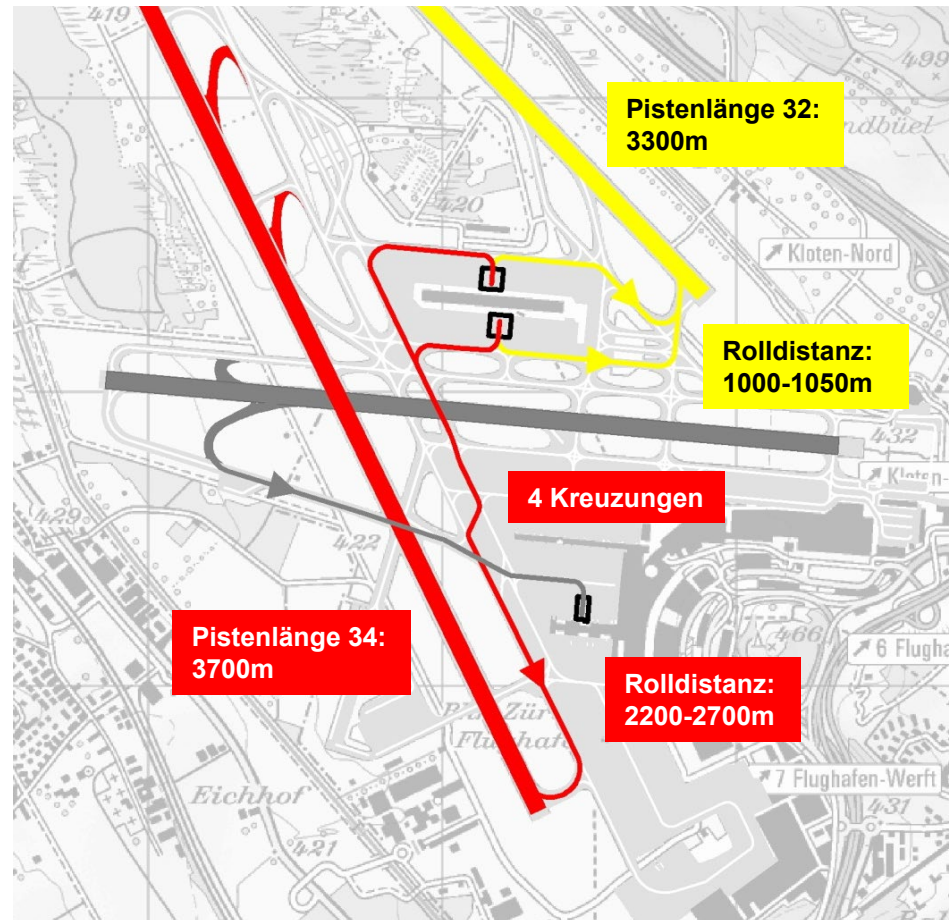 419
499
Pistenlänge 32:
3300m
420
Kloten-Nord
Rolldistanz:
1000-1050m
432
4 Kreuzungen
429
422
Pistenlänge 34:
3700m
466
6 Flugha
Rolldistanz:
2200-2700m
7 Flughafen-Werft
Eichhof
431
421